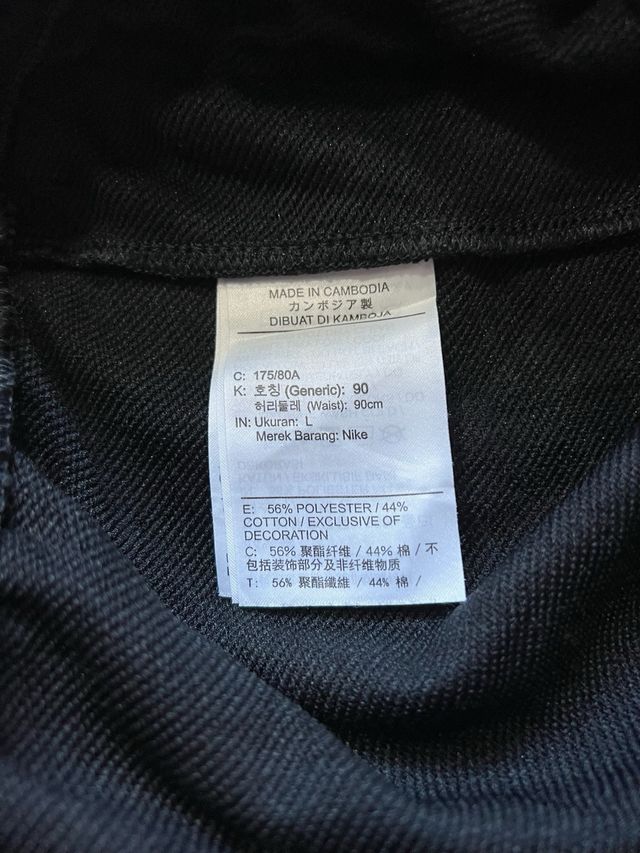 MADE IN CAMBODIA
カンボジア製
DIBUAT DI KAMBOJA
C: 175/80A
K: 호칭 (Generic): 90
허리둘레 (Waist): 90cm
IN: Ukuran: L
Merek Barang: Nike
E: 56% POLYESTER / 44%
COTTON / EXCLUSIVE OF
DECORATION
C: 56% 聚酯纤维 / 44% 棉 / 不
包括装饰部分及非纤维物质
T: 56% 聚酯纖維 / 44% 棉 /